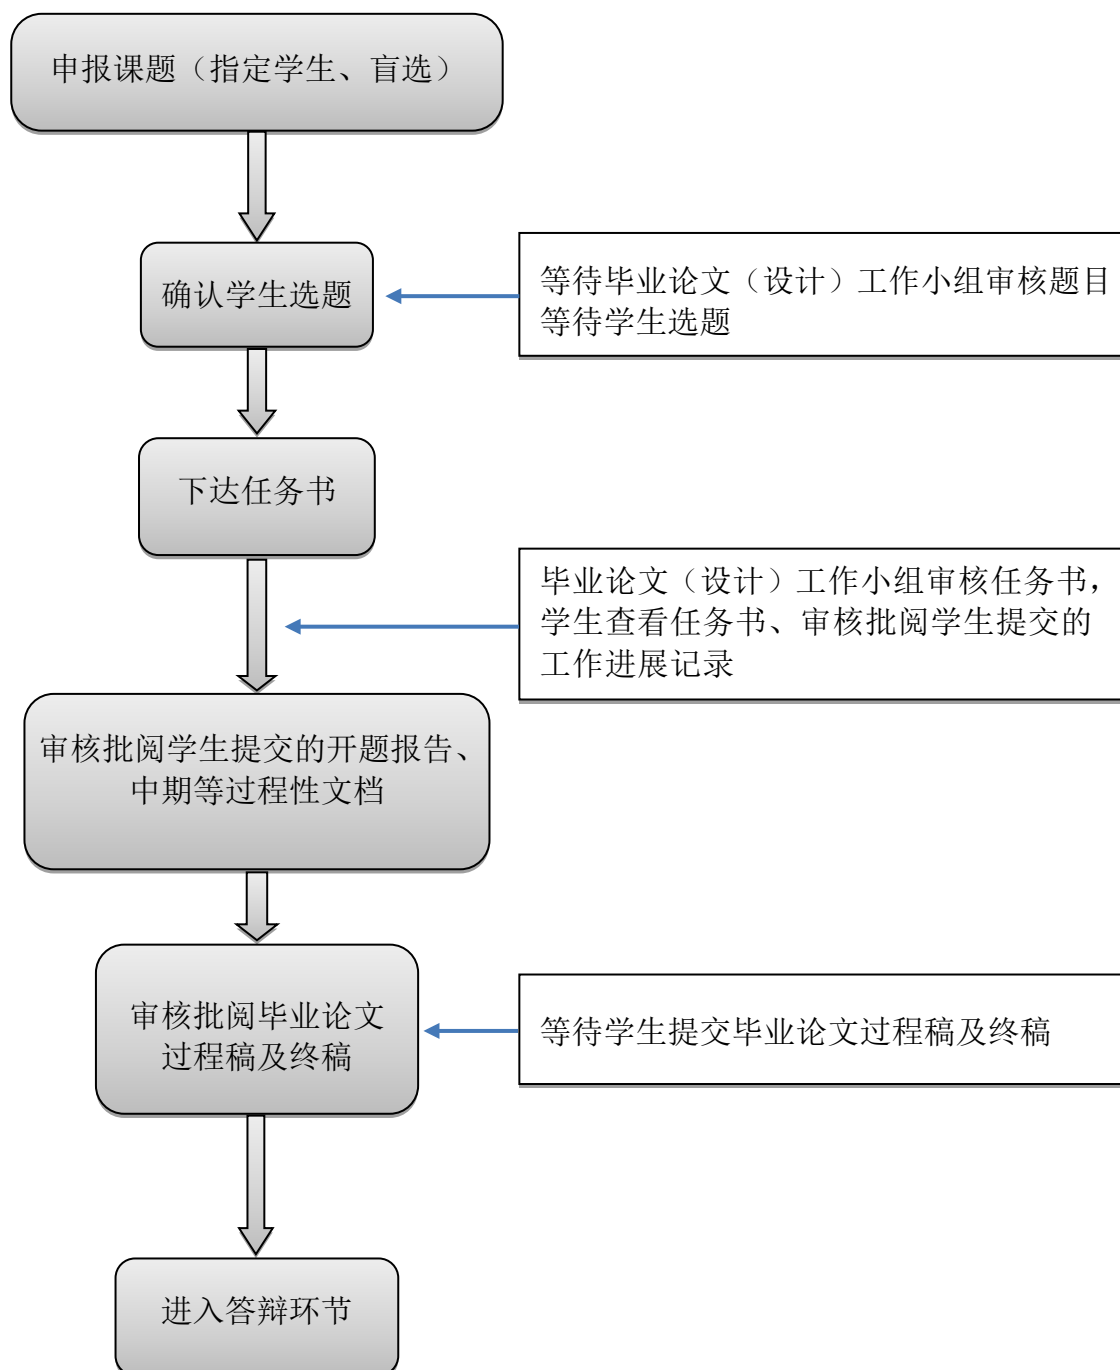 申报课题（指定学生、盲选）
确认学生选题
等待毕业论文（设计）工作小组审核题目
等待学生选题
下达任务书
毕业论文（设计）工作小组审核任务书，
学生查看任务书、审核批阅学生提交的
工作进展记录
审核批阅学生提交的开题报告、
中期等过程性文档
审核批阅毕业论文
过程稿及终稿
等待学生提交毕业论文过程稿及终稿
进入答辩环节